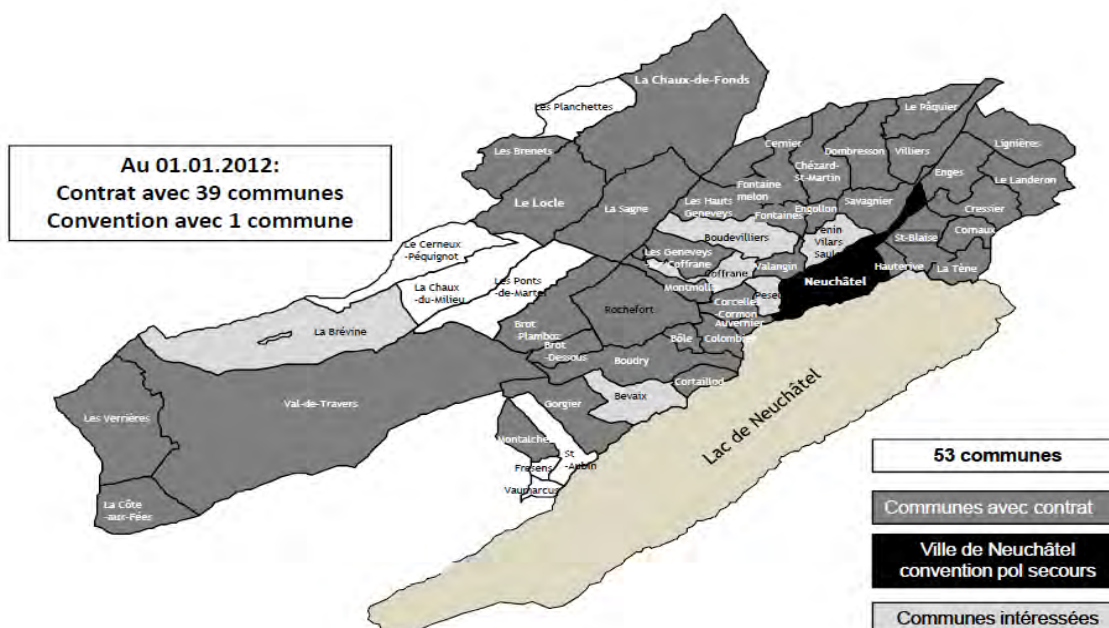 Au 01.01.2012:
Contrat avec 39 communes
Convention avec 1 commune
La Chaux-de-Fonds
Les Planchettes
Les Brenets
Le Locle
La Sagne
Le Pâquier
Cernier
Dombresson
Villiers
Lignières
Chézard-
St-Martin
Enges
Le Landeron
Fontaine
melon
Les Hauts
Geneveys
Fontaines
Engollon
Savagnier
Cressier
Boudevilliers
Fenin
Vilars
Saules
St-Blaise
Cornaux
Le Cerneux
-Péquignot
Les Geneveys
Coffrane
Coffrane
Valangin
Neuchâtel
Hauterive
La Tène
La Chaux
-du-Milieu
Les Ponts
-de-Martel
Montmollin
Corcelles
-Cormon
Peseux
Auvernier
Rochefort
La Brévine
Brot
-Plamboz
Brot
-Dessous
Bôle
Colombier
Boudry
Cortaillod
Bevaix
Gorgier
Val-de-Travers
Les Verrières
Montalchez
St
-Aubin
Fresens
Vaumarcus
La Côte
-aux-Fées
Lac de Neuchâtel
53 communes
Communes avec contrat
Ville de Neuchâtel
convention pol secours
Communes intéressées